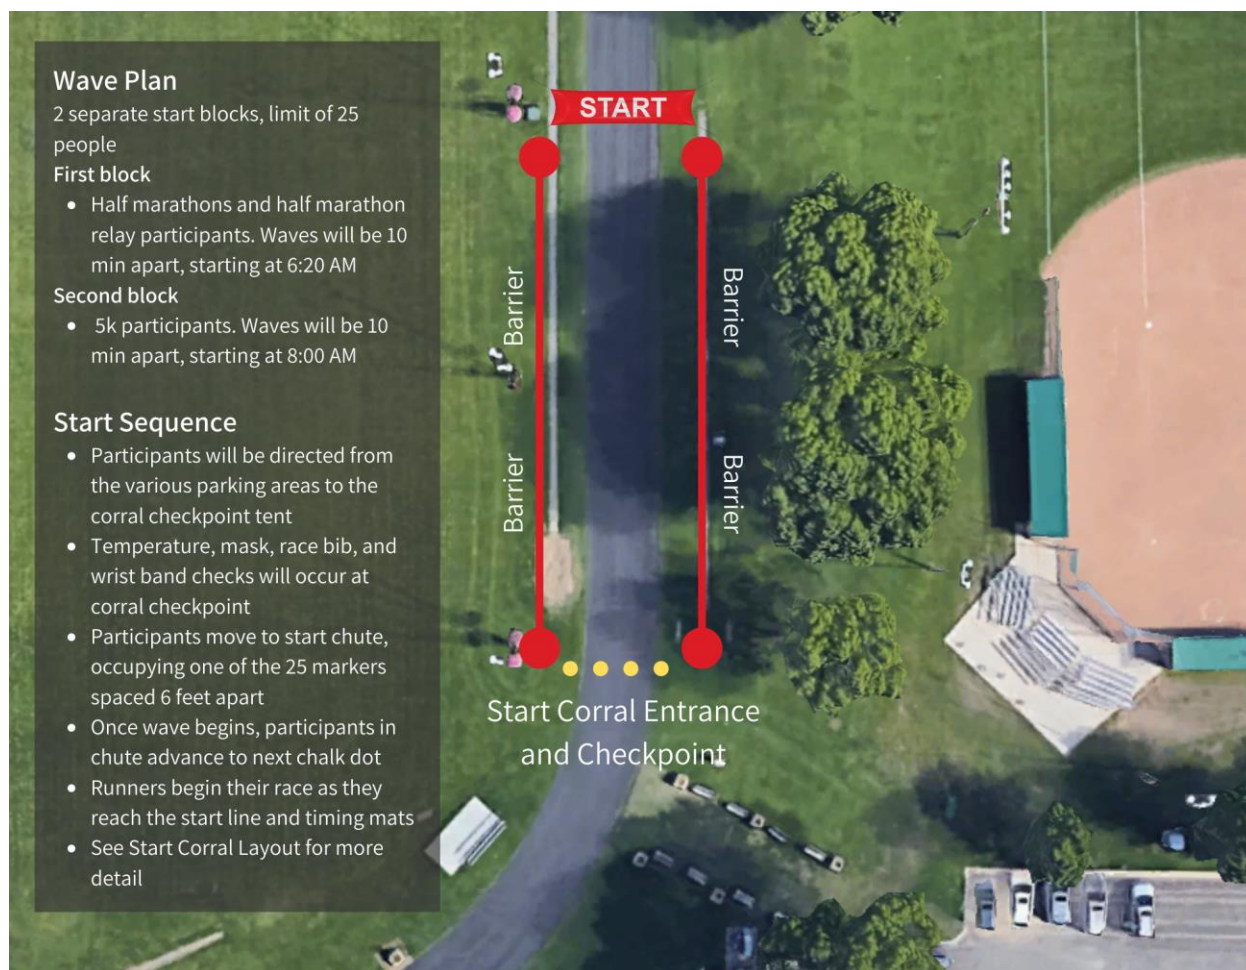 Wave Plan
2 separate start blocks, limit of 25
people
First block
• Half marathons and half marathon
relay participants. Waves will be 10
min apart, starting at 6:20 AM
Second block
• 5k participants. Waves will be 10
min apart, starting at 8:00 AM
Start Sequence
• Participants will be directed from
the various parking areas to the
corral checkpoint tent
• Temperature, mask, race bib, and
wrist band checks will occur at
corral checkpoint
• Participants move to start chute,
occupying one of the 25 markers
spaced 6 feet apart
• Once wave begins, participants in
chute advance to next chalk dot
• Runners begin their race as they
reach the start line and timing mats
• See Start Corral Layout for more
detail
START
Barrier
Barrier
Barrier
Barrier
Start Corral Entrance
and Checkpoint